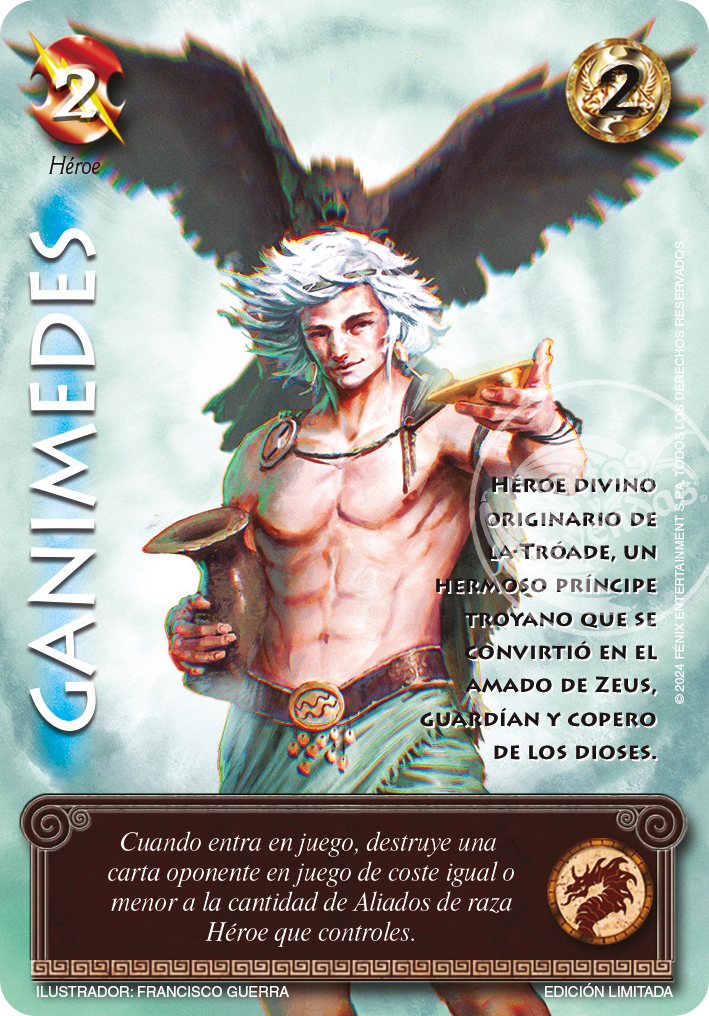 2
2
Héroe
GANIMEDES
HÉROE DIVINO
ORIGINARIO DE
LA TRÓADE, UN
HERMOSO PRÍNCIPE
TROYANO QUE SE
CONVIRTIÓ EN EL
AMADO DE ZEUS,
GUARDÍAN Y COPERO
DE LOS DIOSES.
© 2024 FÉNIX ENTERTAINMENT S.P.A. TODOS LOS DERECHOS RESERVADOS
Cuando entra en juego, destruye una
carta oponente en juego de coste igual o
menor a la cantidad de Aliados de raza
Héroe que controles.
ILUSTRADOR: FRANCISCO GUERRA
EDICIÓN LIMITADA